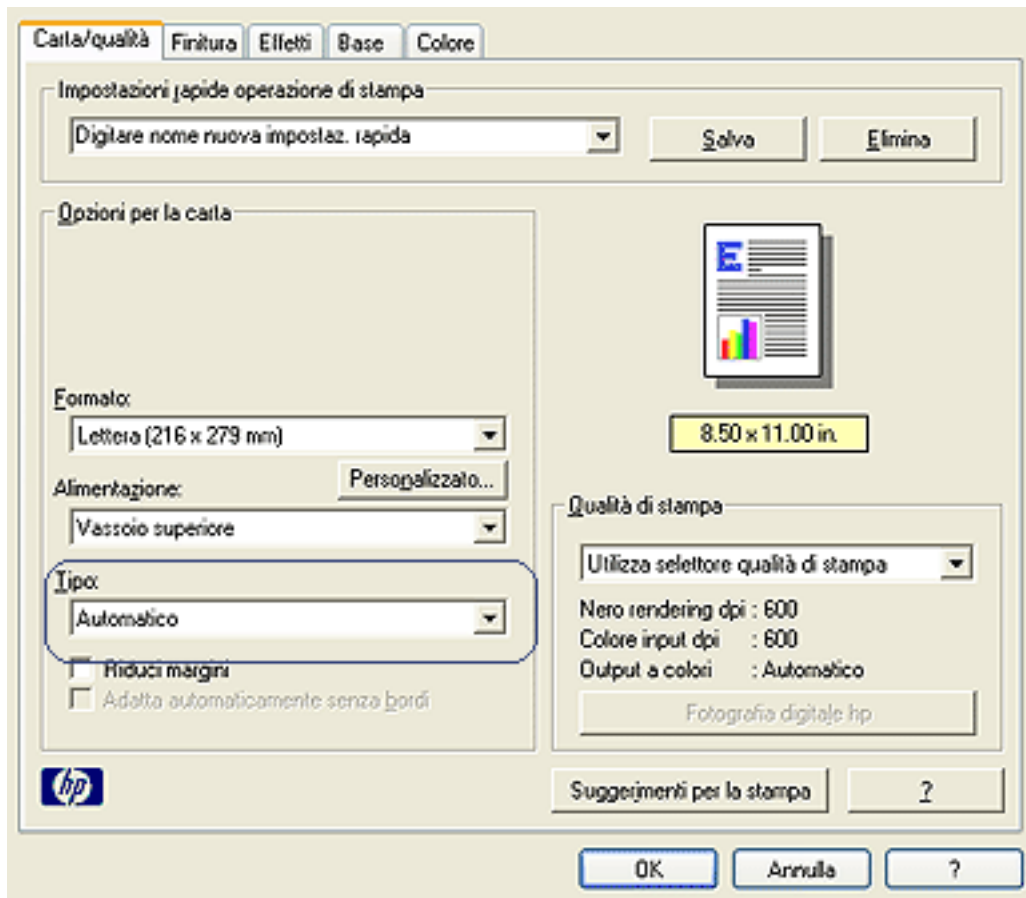 Carta/qualità Finitura Effetti Base Colore
Impostazioni rapide operazione di stampa
Digitare nome nuova impostaz. rapida
Salva Elimina
Opzioni per la carta
E
Formato:
Lettera (216 x 279 mm)
8.50 x 11.00 in.
Alimentazione:
Personalizzato...
Vassoio superiore
Tipo:
Automatico
Riduci margini
Adatta automaticamente senza bordi
Qualità di stampa
Utilizza selettore qualità di stampa
Nero rendering dpi : 600
Colore input dpi : 600
Output a colori : Automatico
Fotografia digitale hp
hp
Suggerimenti per la stampa ?
OK Annulla ?